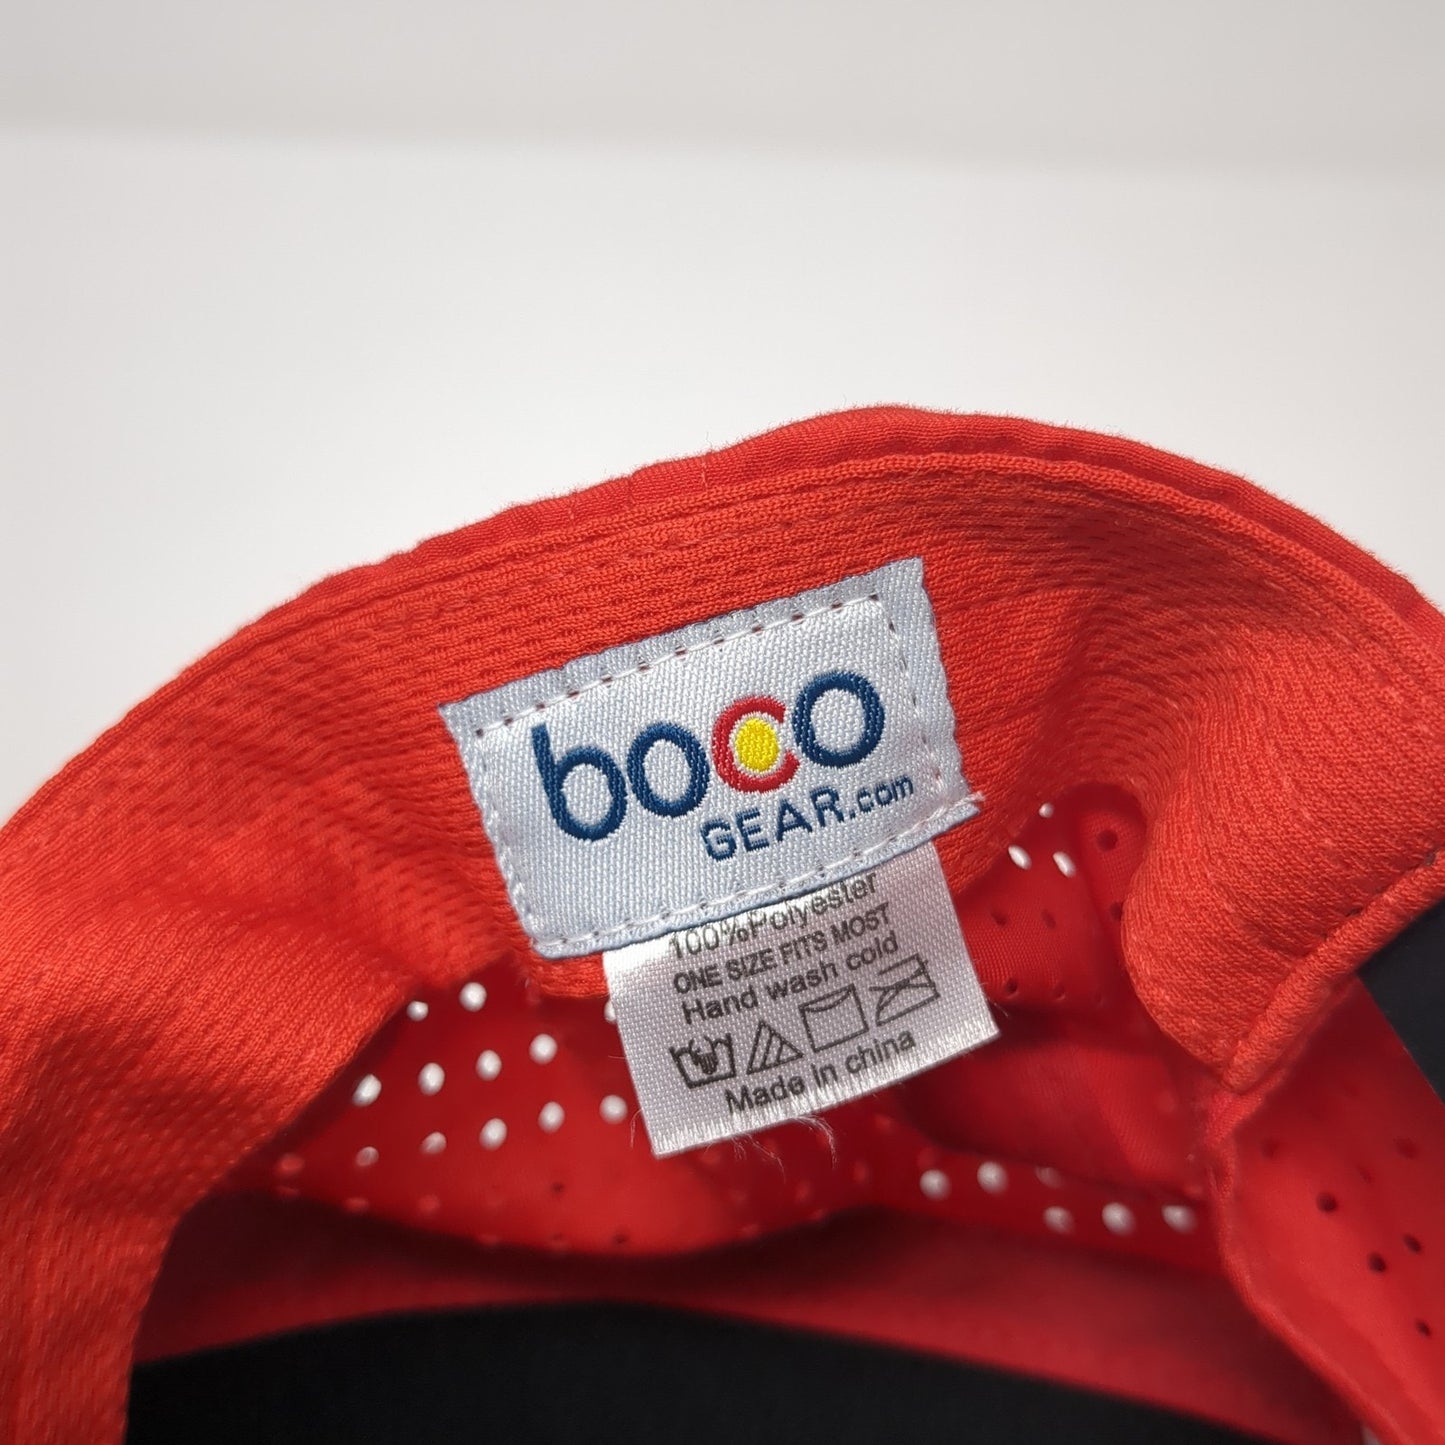 boco
GEAR.com
100%Polyester
ONE SIZE FITS MOST
Hand wash cold
Made in china